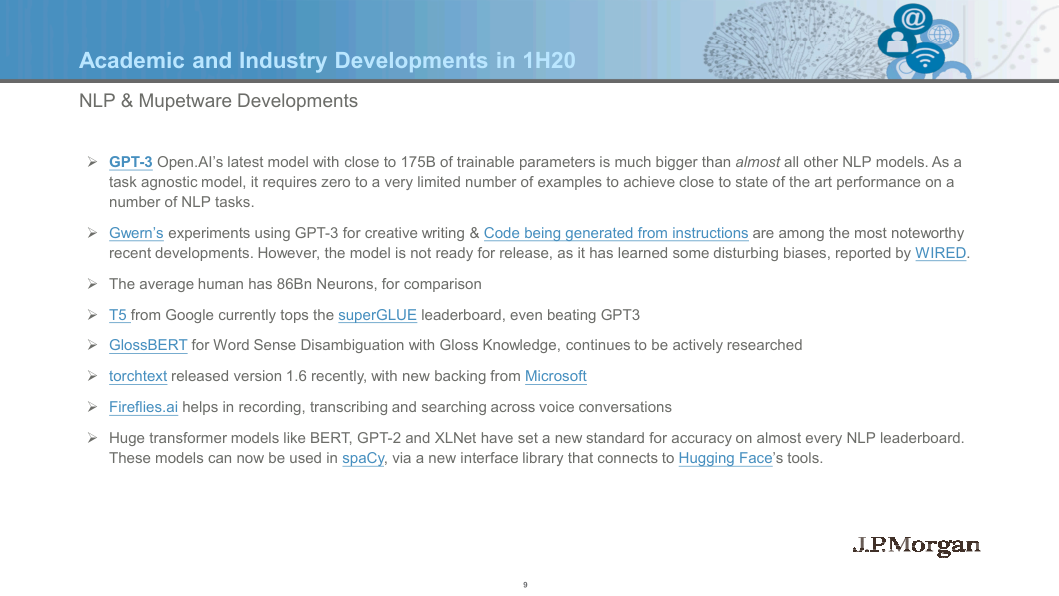 Academic and Industry Developments in 1H20
NLP & Mupetware Developments
➢ GPT-3 Open.AI’s latest model with close to 175B of trainable parameters is much bigger than almost all other NLP models. As a
task agnostic model, it requires zero to a very limited number of examples to achieve close to state of the art performance on a
number of NLP tasks.
➢ Gwern’s experiments using GPT-3 for creative writing & Code being generated from instructions are among the most noteworthy
recent developments. However, the model is not ready for release, as it has learned some disturbing biases, reported by WIRED.
➢ The average human has 86Bn Neurons, for comparison
➢ T5 from Google currently tops the superGLUE leaderboard, even beating GPT3
➢ GlossBERT for Word Sense Disambiguation with Gloss Knowledge, continues to be actively researched
➢ torchtext released version 1.6 recently, with new backing from Microsoft
➢ Fireflies.ai helps in recording, transcribing and searching across voice conversations
➢ Huge transformer models like BERT, GPT-2 and XLNet have set a new standard for accuracy on almost every NLP leaderboard.
These models can now be used in spaCy, via a new interface library that connects to Hugging Face’s tools.
J.P.Morgan
9